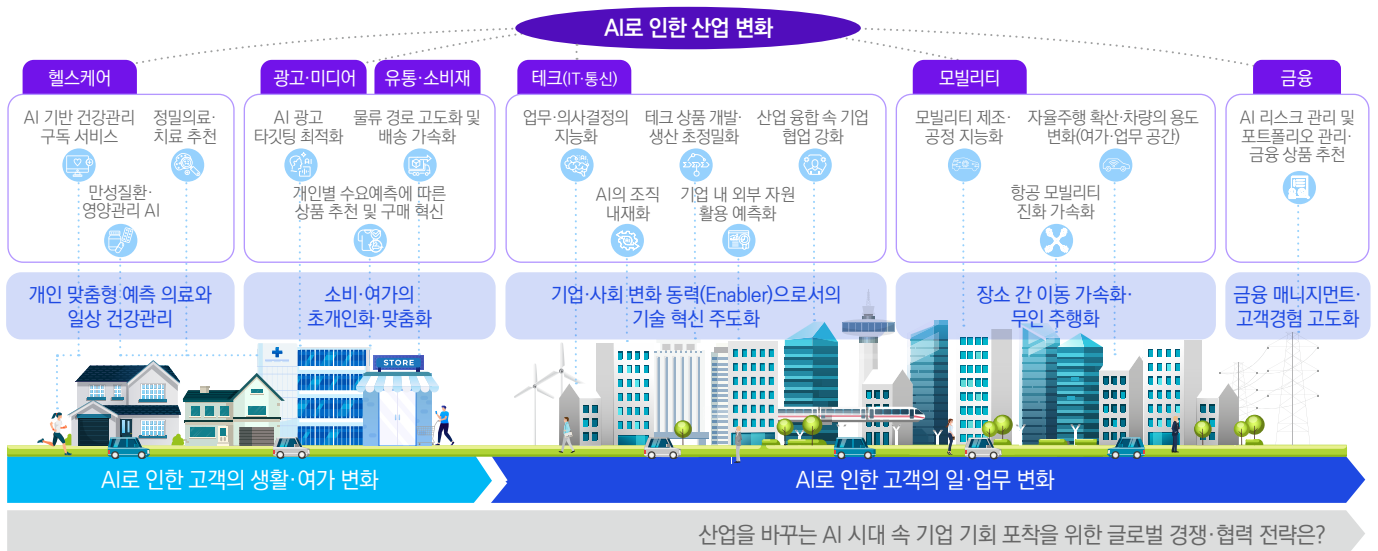 AI로 인한 산업 변화
헬스케어
AI 기반 건강관리
구독 서비스
정밀의료·
치료 추천
만성질환·
영양관리 AI
개인 맞춤형 예측 의료와
일상 건강관리
광고·미디어
유통·소비재
AI 광고
타깃팅 최적화
물류 경로 고도화 및
배송 가속화
개인별 수요예측에 따른
상품 추천 및 구매 혁신
소비·여가의
초개인화·맞춤화
테크(IT·통신)
업무·의사결정의
지능화
테크 상품 개발·
생산 초정밀화
산업 융합 속 기업
협업 강화
AI의 조직
내재화
기업 내 외부 자원
활용 예측화
기업·사회 변화 동력(Enabler)으로서의
기술 혁신 주도화
모빌리티
모빌리티 제조·
공정 지능화
자율주행 확산·차량의 용도
변화(여가·업무 공간)
항공 모빌리티
진화 가속화
장소 간 이동 가속화·
무인 주행화
금융
AI 리스크 관리 및
포트폴리오 관리·
금융 상품 추천
금융 매니지먼트·
고객경험 고도화
STORE
AI로 인한 고객의 생활·여가 변화
AI로 인한 고객의 일·업무 변화
산업을 바꾸는 AI 시대 속 기업 기회 포착을 위한 글로벌 경쟁·협력 전략은?